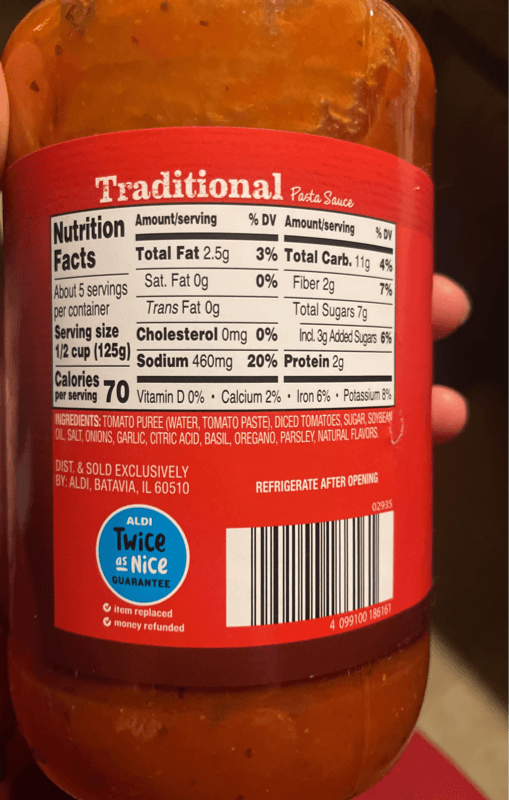 Traditional Pasta Sauce
Nutrition
Facts
About 5 servings
per container
Serving size
1/2 cup (125g)
Calories
per serving 70
Amount/serving % DV
Total Fat 2.5g 3%
Sat. Fat 0g 0%
Trans Fat 0g
Cholesterol 0mg 0%
Sodium 460mg 20%
Amount/serving % DV
Total Carb. 11g 4%
Fiber 2g 7%
Total Sugars 7g
Incl. 3g Added Sugars 6%
Protein 2g
Vitamin D 0% • Calcium 2% • Iron 6% • Potassium 8%
INGREDIENTS: TOMATO PUREE (WATER, TOMATO PASTE), DICED TOMATOES, SUGAR, SOYBEAN
OIL, SALT, ONIONS, GARLIC, CITRIC ACID, BASIL, OREGANO, PARSLEY, NATURAL FLAVORS.
DIST. & SOLD EXCLUSIVELY
BY: ALDI, BATAVIA, IL 60510
REFRIGERATE AFTER OPENING
02935
ALDI
Twice
as Nice
GUARANTEE
item replaced
money refunded
4 099100 186161